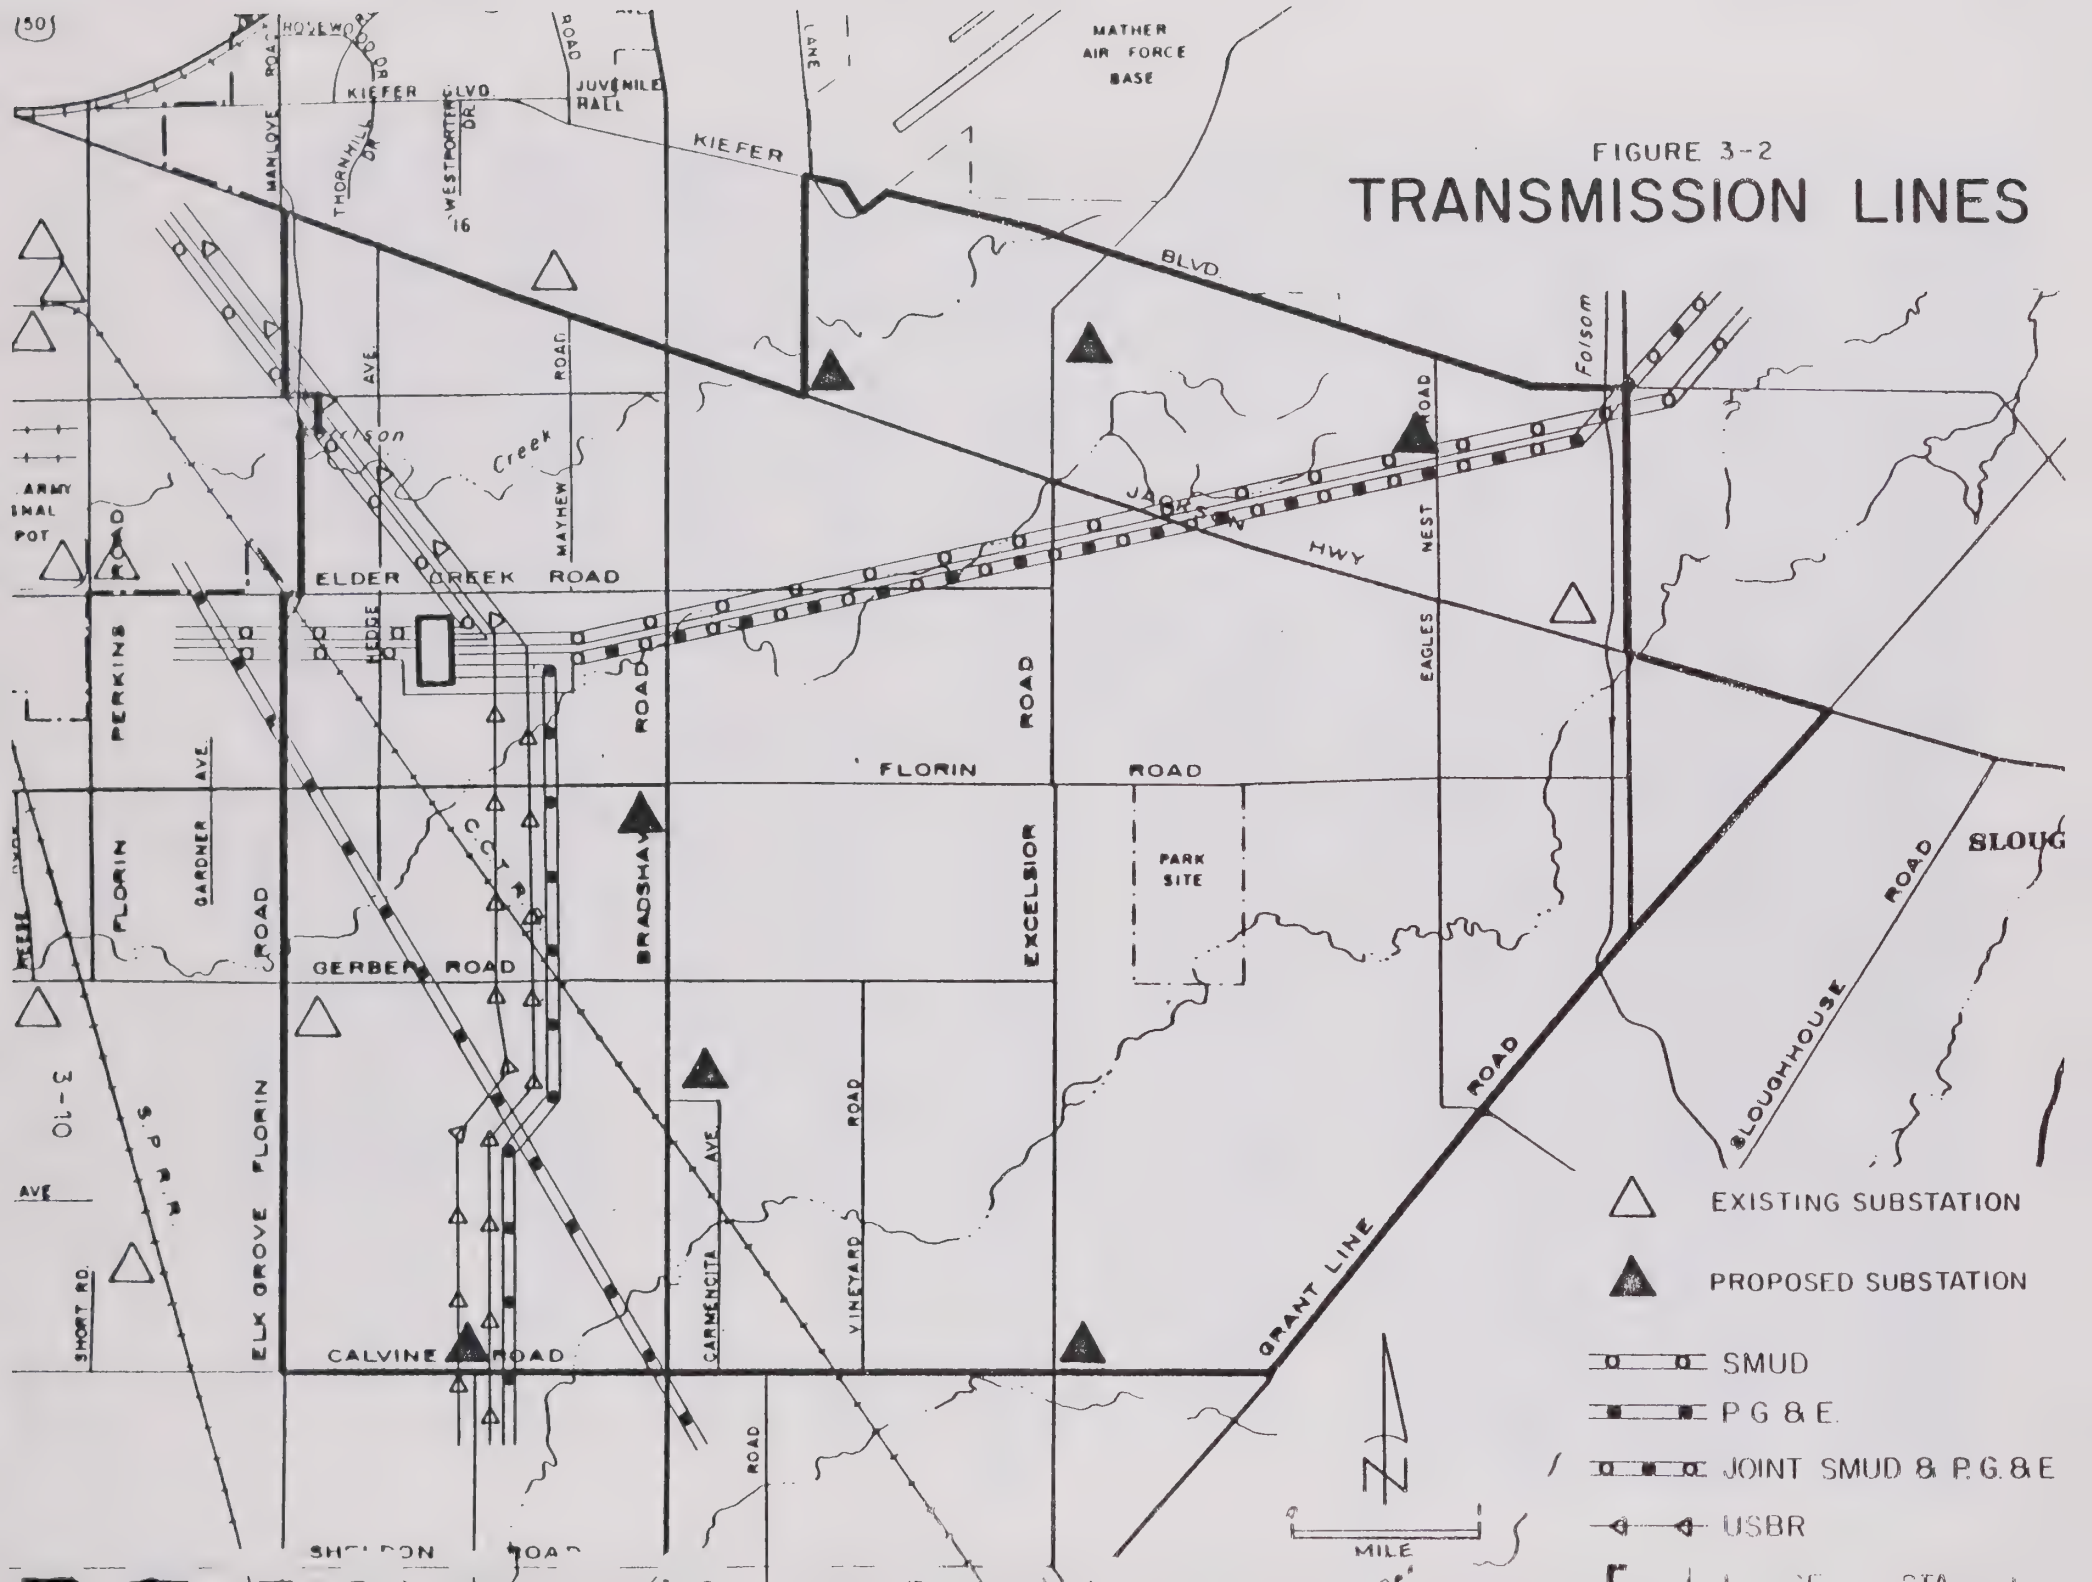 50
ROSEWOOD DR
MANLOVE ROAD
ROAD
LANE
MATHER
AIR FORCE
BASE
KIEFER BLVD.
JUVENILE
HALL
THORNHILL DR
WESTPORTER DR.
16
KIEFER
BLVD.
FIGURE 3-2
TRANSMISSION LINES
Folsom
AVE.
ROAD
ROAD
Creek
ARMY
POT
ROAD
MAYHEW
JACKSON
HWY
NEST
ELDER CREEK ROAD
HEDGE
EAGLES
PERKINS
ROAD
ROAD
FLORIN ROAD
GARDNER AVE.
FLORIN
C.C.T.R.R.
BRADSHAW
EXCELSIOR
PARK
SITE
ROAD
SLOUG
ROAD
GERBER ROAD
SLOUGHHOUSE
ROAD
3-10
S.P.R.R.
FLORIN
AVE.
ROAD
AVE
EXISTING SUBSTATION
ELK GROVE
SHORT RD.
CARMENCITA
VINEYARD
GRANT LINE
PROPOSED SUBSTATION
CALVINE ROAD
SMUD
P G & E.
N
ROAD
JOINT SMUD & P.G.&E
USBR
MILE
ROAD